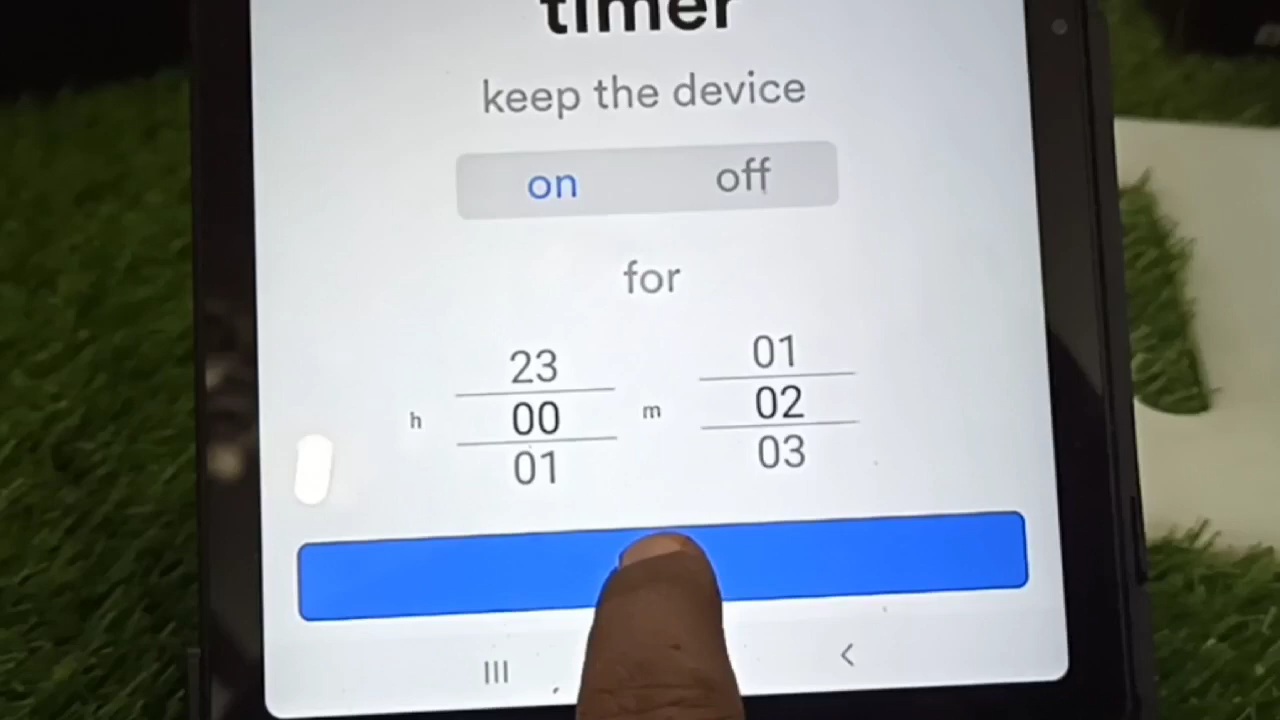 timer
keep the device
on off
for
23 01
h 00 m 02
01 03